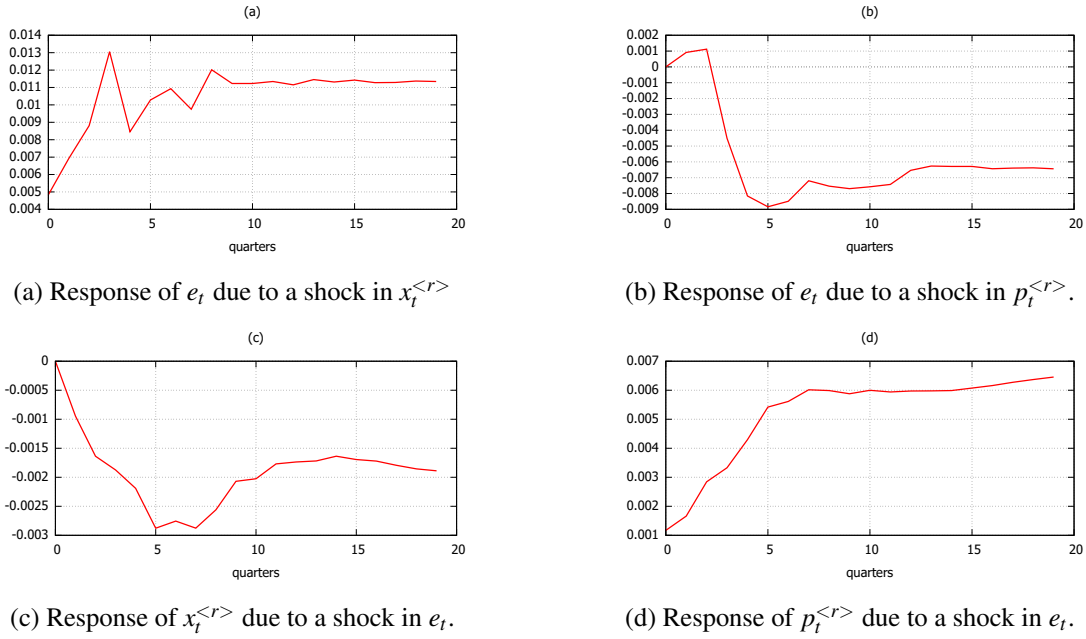 (a)
0.014
0.013
0.012
0.011
0.01
0.009
0.008
0.007
0.006
0.005
0.004
0 5 10 15 20
quarters
(a) Response of e_t due to a shock in x_t^{<r>}
(b)
0.002
0.001
0
-0.001
-0.002
-0.003
-0.004
-0.005
-0.006
-0.007
-0.008
-0.009
0 5 10 15 20
quarters
(b) Response of e_t due to a shock in p_t^{<r>}.
(c)
0
-0.0005
-0.001
-0.0015
-0.002
-0.0025
-0.003
0 5 10 15 20
quarters
(c) Response of x_t^{<r>} due to a shock in e_t.
(d)
0.007
0.006
0.005
0.004
0.003
0.002
0.001
0 5 10 15 20
quarters
(d) Response of p_t^{<r>} due to a shock in e_t.